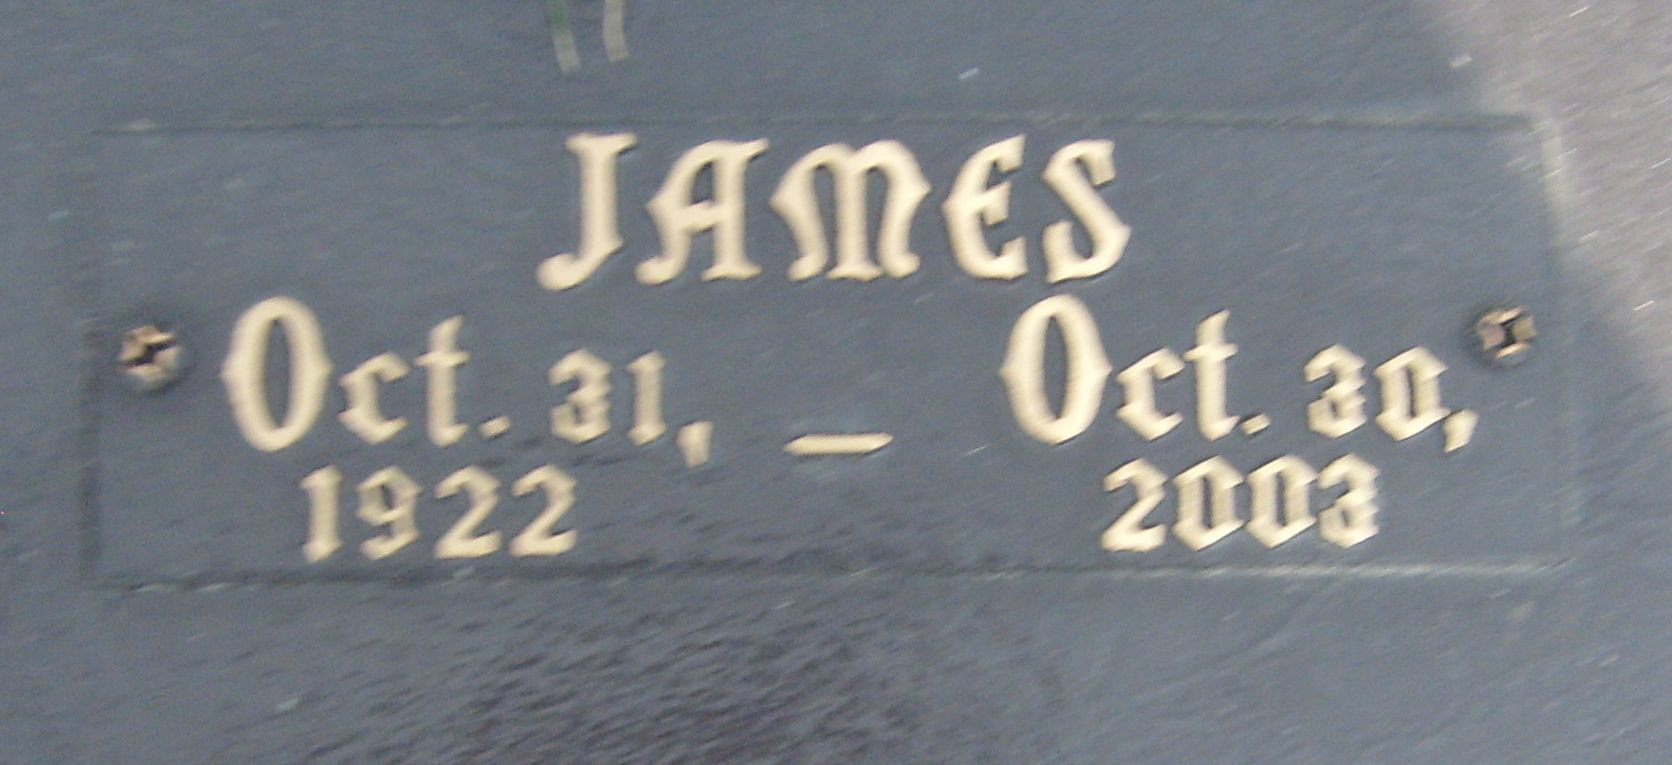 JAMES
Oct. 31, – Oct. 30,
1922 2003